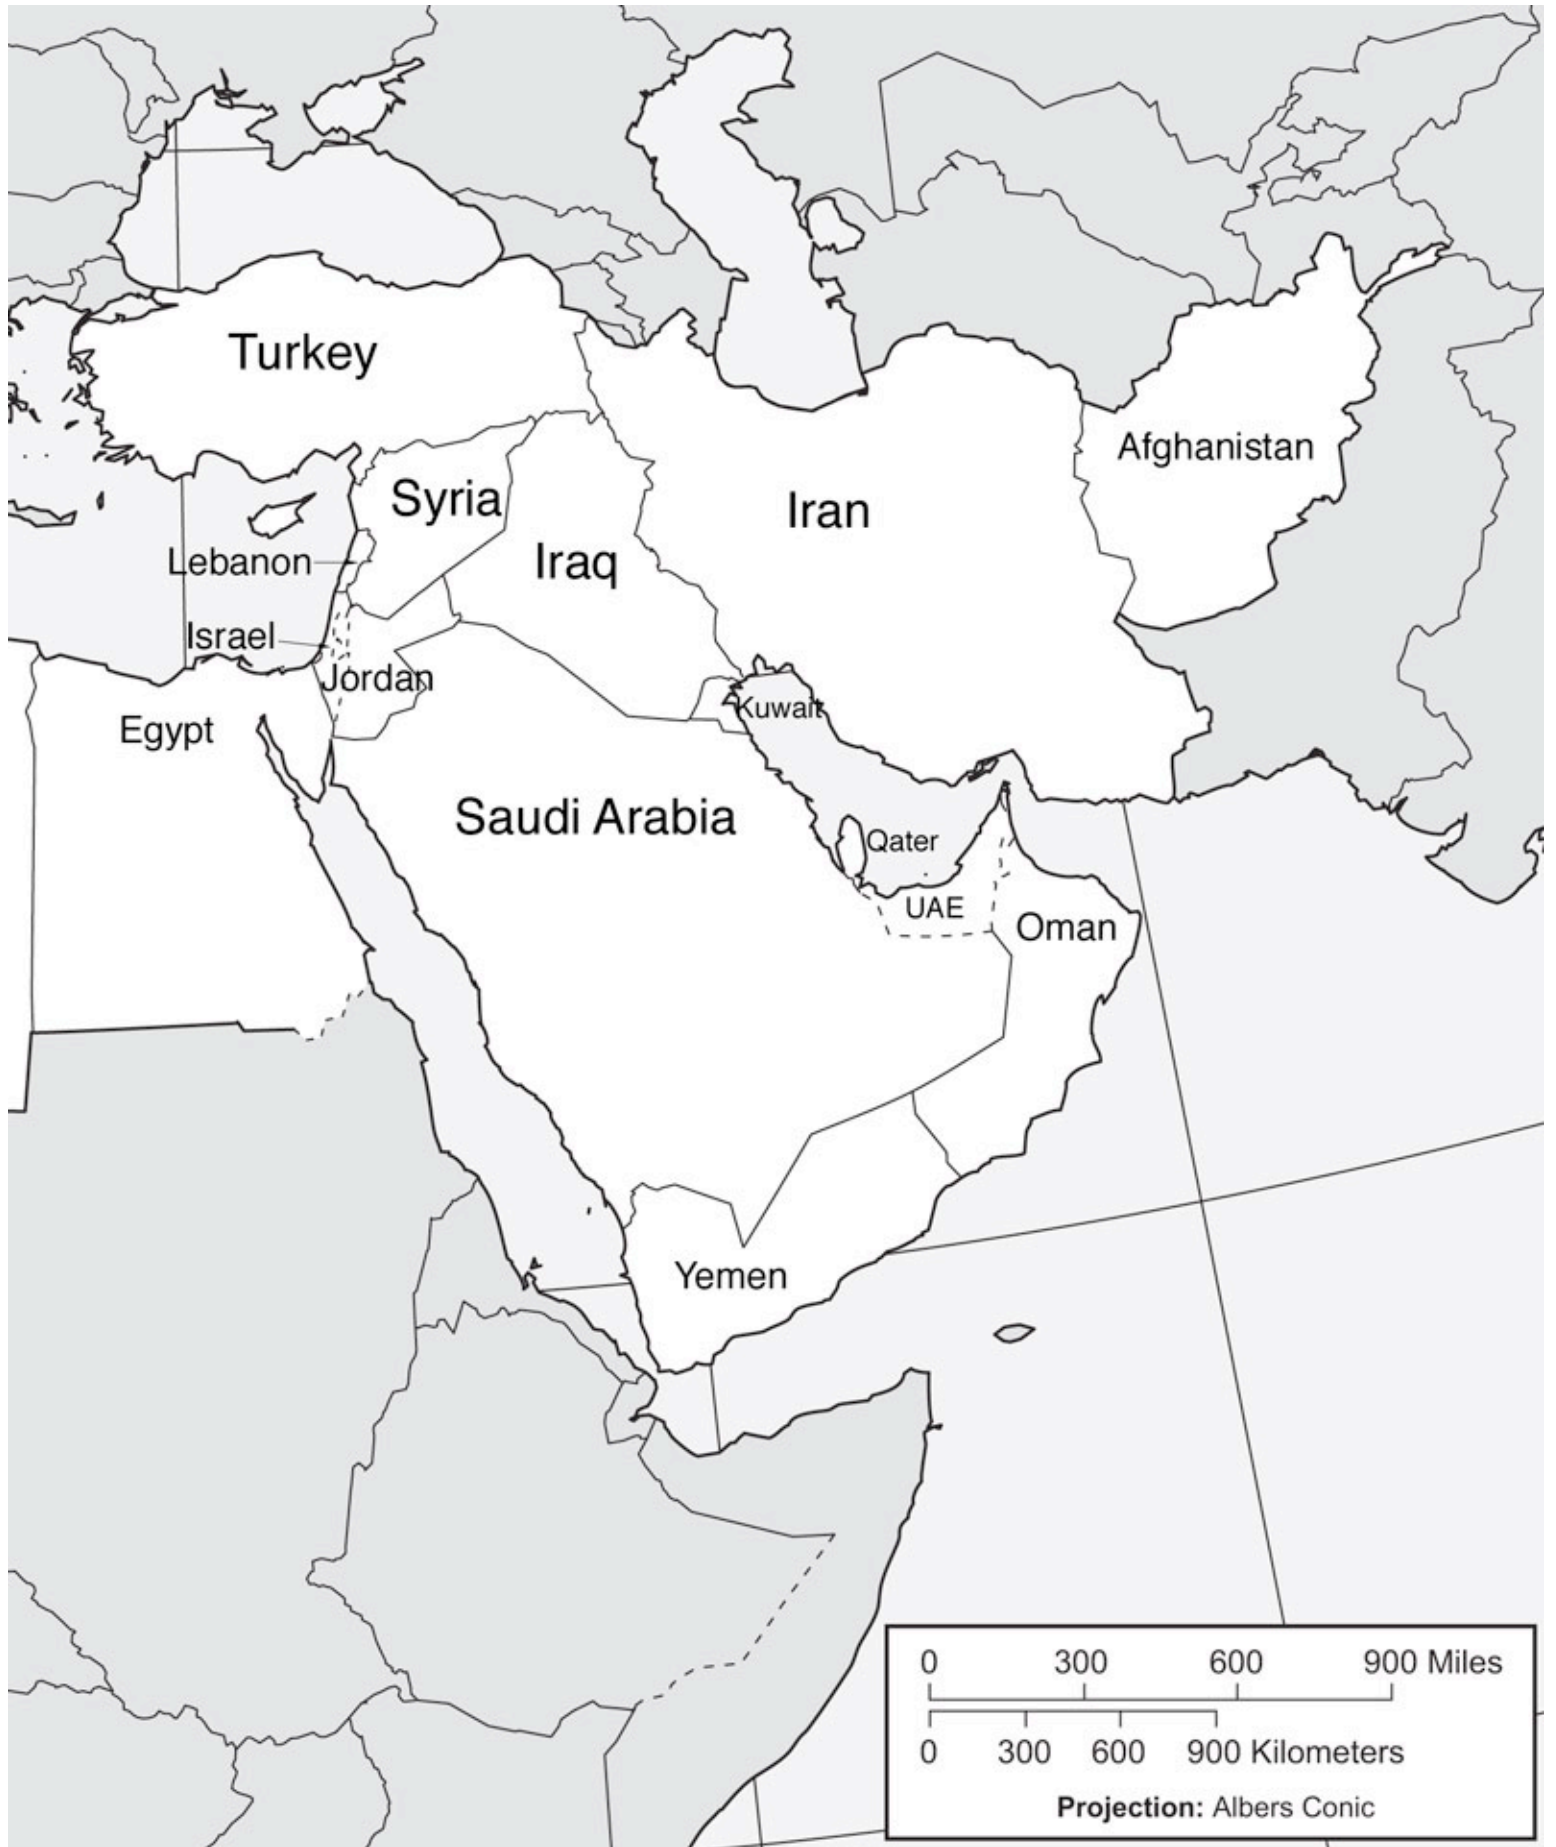 Turkey
Afghanistan
Syria
Iran
Lebanon
Iraq
Israel
Jordan
Kuwait
Egypt
Saudi Arabia
Qater
UAE
Oman
Yemen
0 300 600 900 Miles
0 300 600 900 Kilometers
Projection: Albers Conic